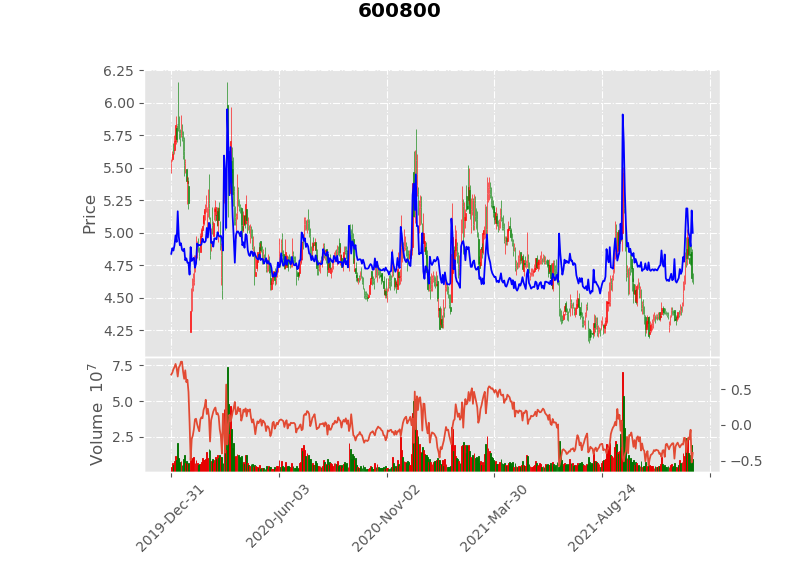 600800
6.25
6.00
5.75
5.50
5.25
5.00
4.75
4.50
4.25
Price
7.5
5.0
2.5
Volume 10^7
0.5
0.0
−0.5
2019-Dec-31
2020-Jun-03
2020-Nov-02
2021-Mar-30
2021-Aug-24